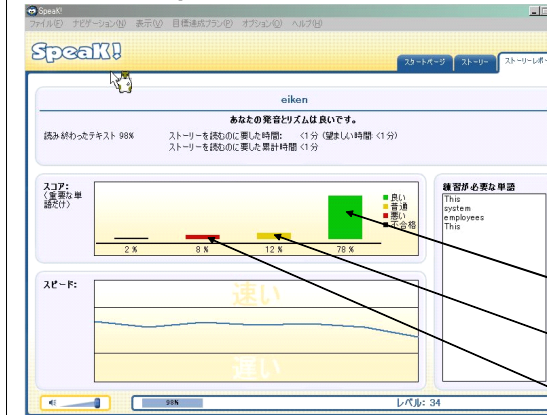 SpeaK!
ファイル(F) ナビゲーション(N) 表示(V) 目標達成プラン(P) オプション(O) ヘルプ(H)
SpeaK!
スタートページ ストーリー ストーリーレポー
eiken
あなたの発音とリズムは良いです。
読み終わったテキスト 98% ストーリーを読むのに要した時間: <1分 (望ましい時間: <1分)
ストーリーを読むのに要した累計時間 <1分
スコア:
(重要な単語だけ)
良い
普通
悪い
不合格
2 % 8 % 12 % 78 %
練習が必要な単語
This
system
employees
This
スピード:
速い
遅い
98%
レベル: 34